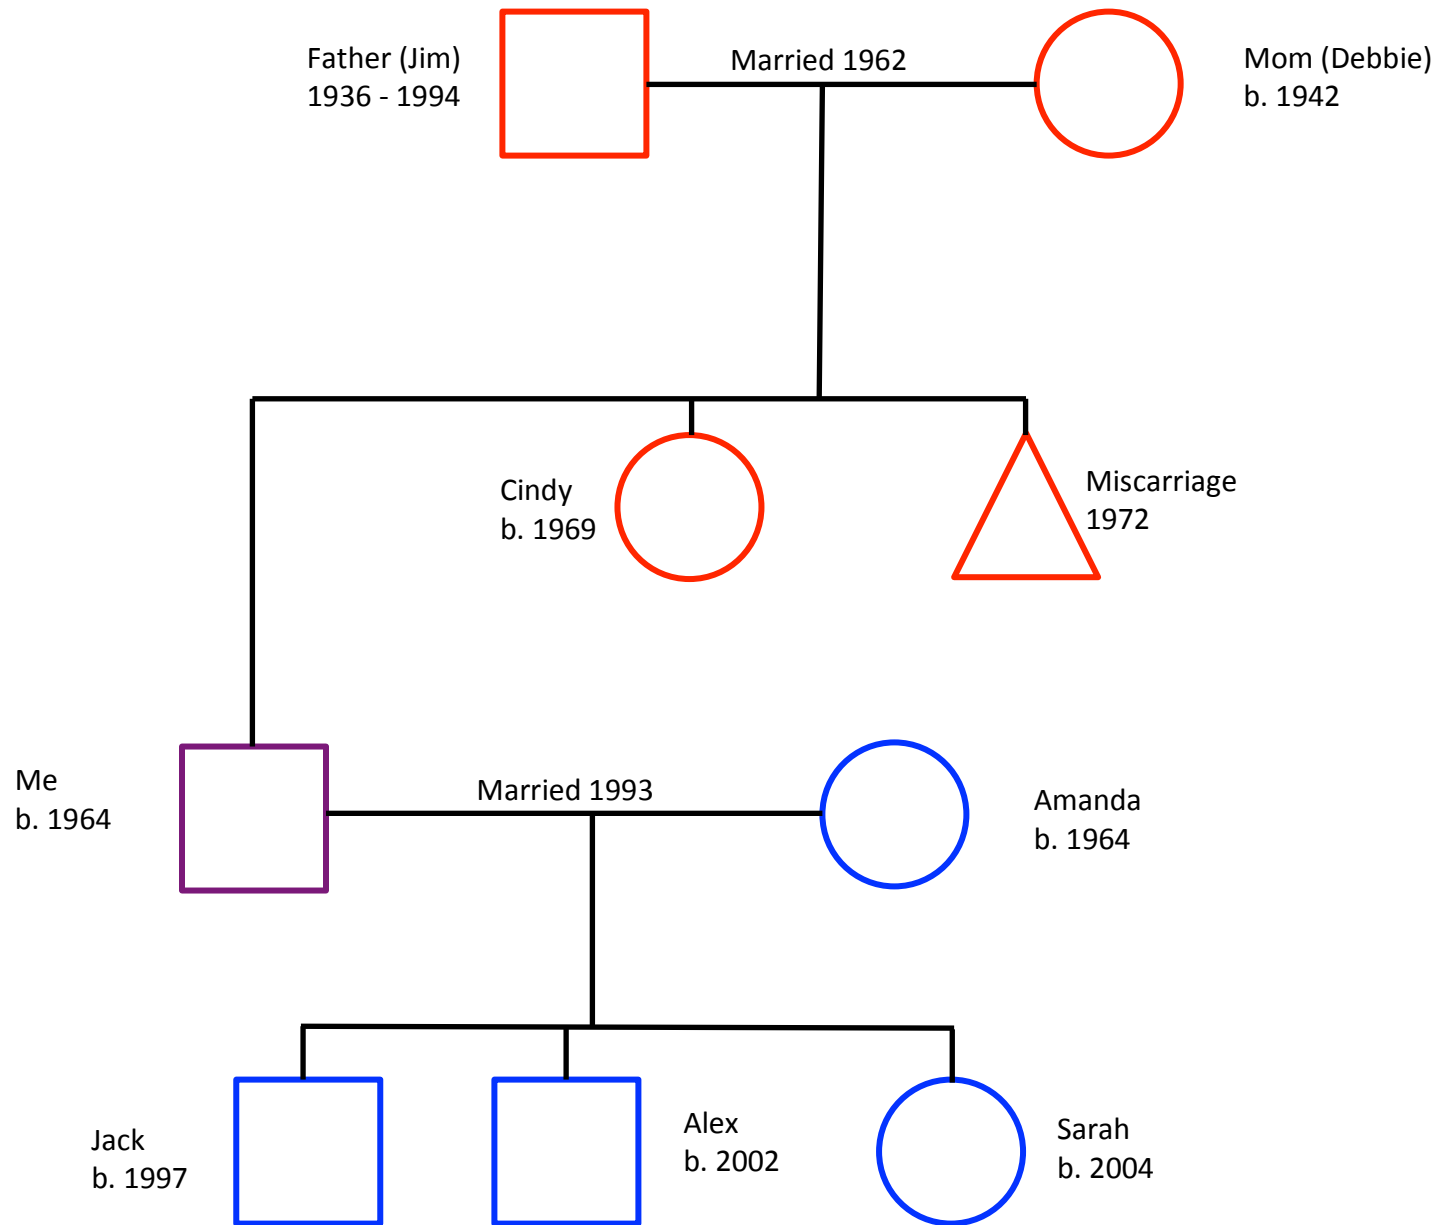 Father (Jim)
1936 - 1994
Married 1962
Mom (Debbie)
b. 1942
Cindy
b. 1969
Miscarriage
1972
Me
b. 1964
Married 1993
Amanda
b. 1964
Jack
b. 1997
Alex
b. 2002
Sarah
b. 2004